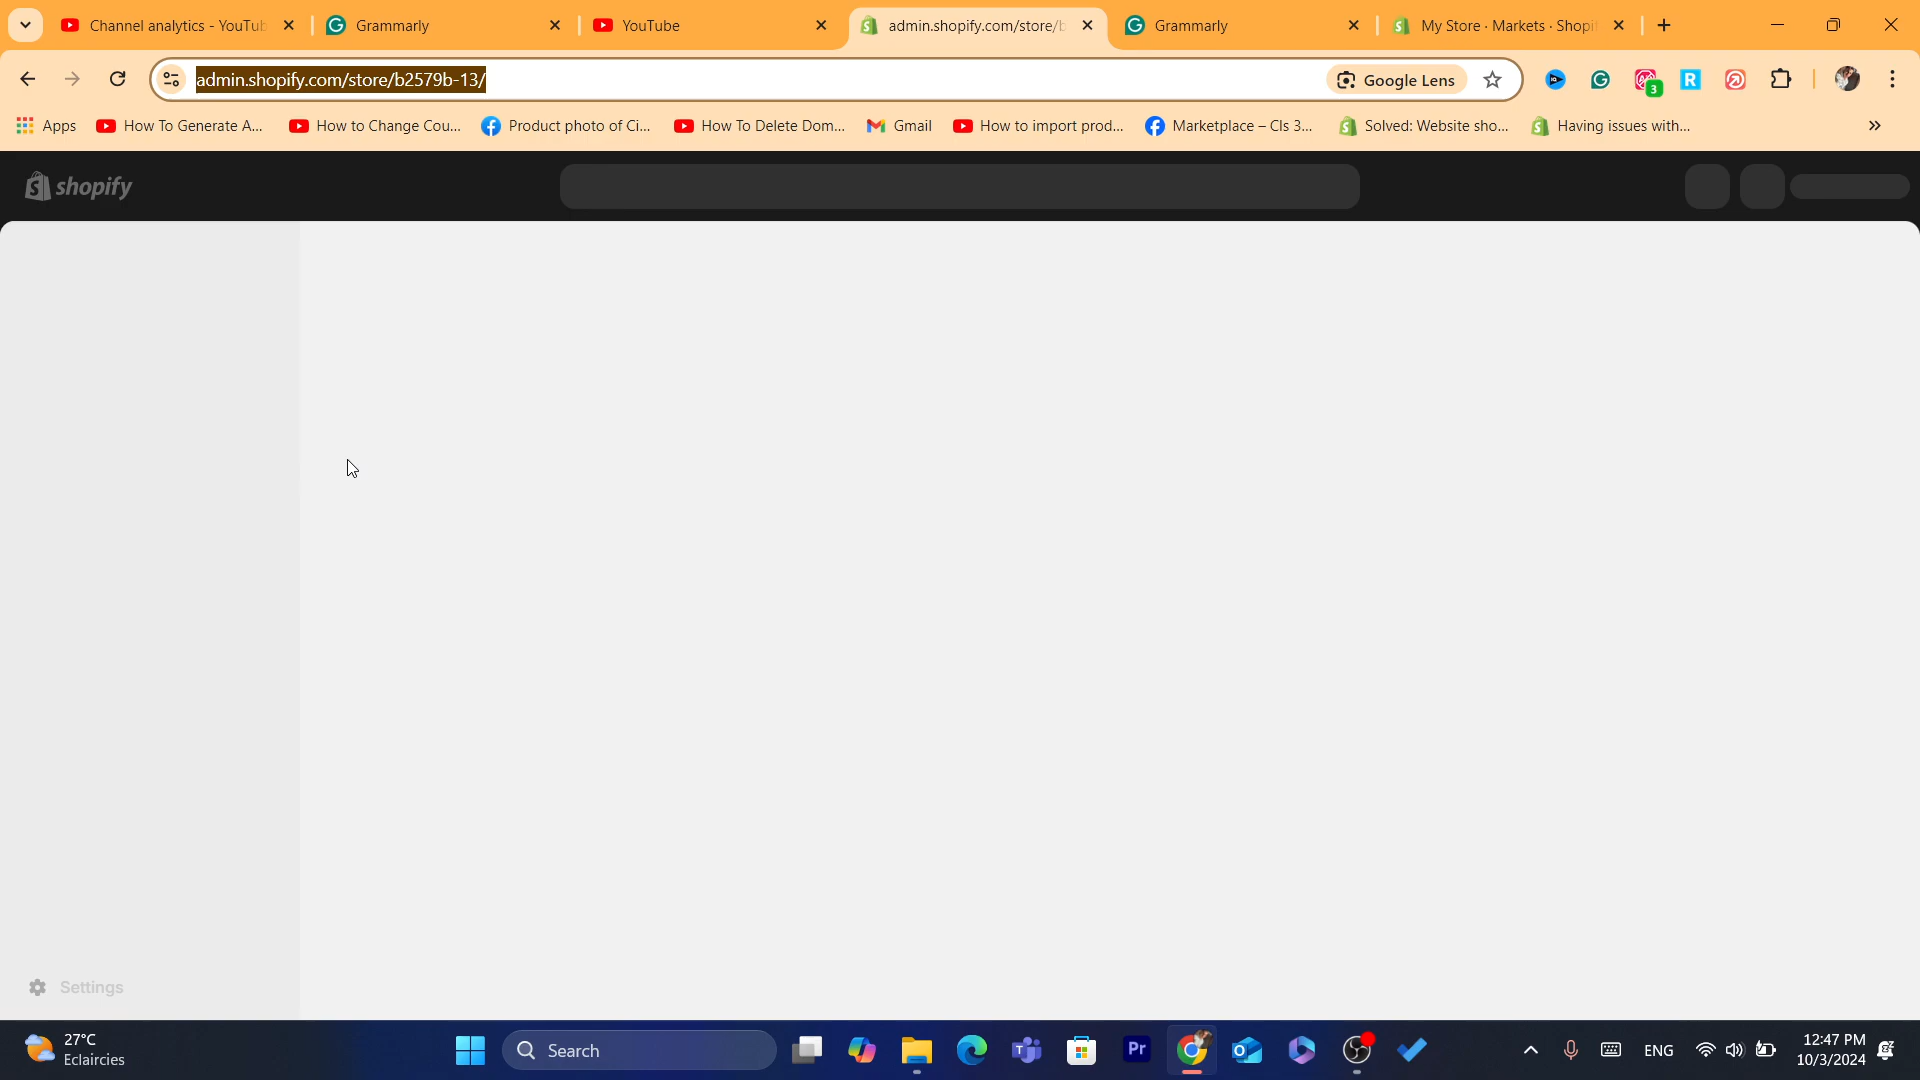 Channel analytics - YouTub
Grammarly
YouTube
admin.shopify.com/store/b
Grammarly
My Store · Markets · Shopi
admin.shopify.com/store/b2579b-13/
Google Lens
3
Apps
How To Generate A...
How to Change Cou...
Product photo of Ci...
How To Delete Dom...
Gmail
How to import prod...
Marketplace – Cls 3...
Solved: Website sho...
Having issues with...
shopify
Settings
27°C
Eclaircies
Search
Pr
ENG
12:47 PM
10/3/2024